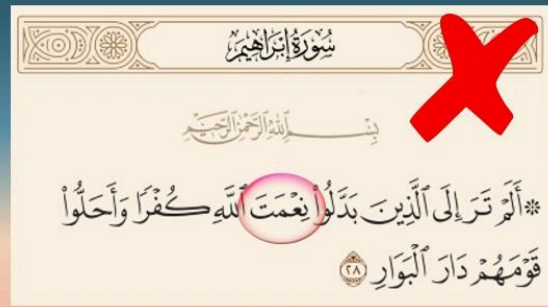 سُورَةُ إِبۡرَاهِيمَ
بِسۡمِ ٱللَّهِ ٱلرَّحۡمَٰنِ ٱلرَّحِيمِ
۞أَلَمۡ تَرَ إِلَى ٱلَّذِينَ بَدَّلُواْ نِعۡمَتَ ٱللَّهِ كُفۡرٗا وَأَحَلُّواْ
قَوۡمَهُمۡ دَارَ ٱلۡبَوَارِ ٢٨